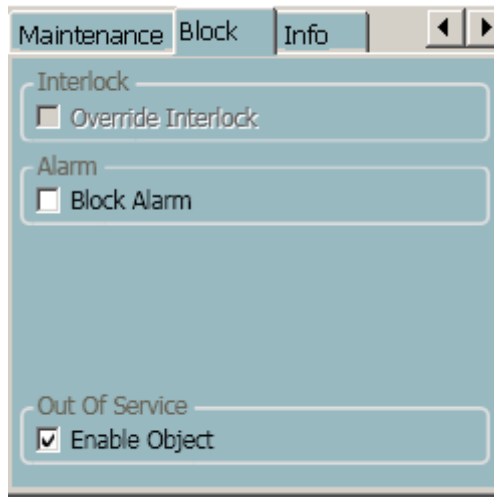 Maintenance Block Info
Interlock
Override Interlock
Alarm
Block Alarm
Out Of Service
Enable Object